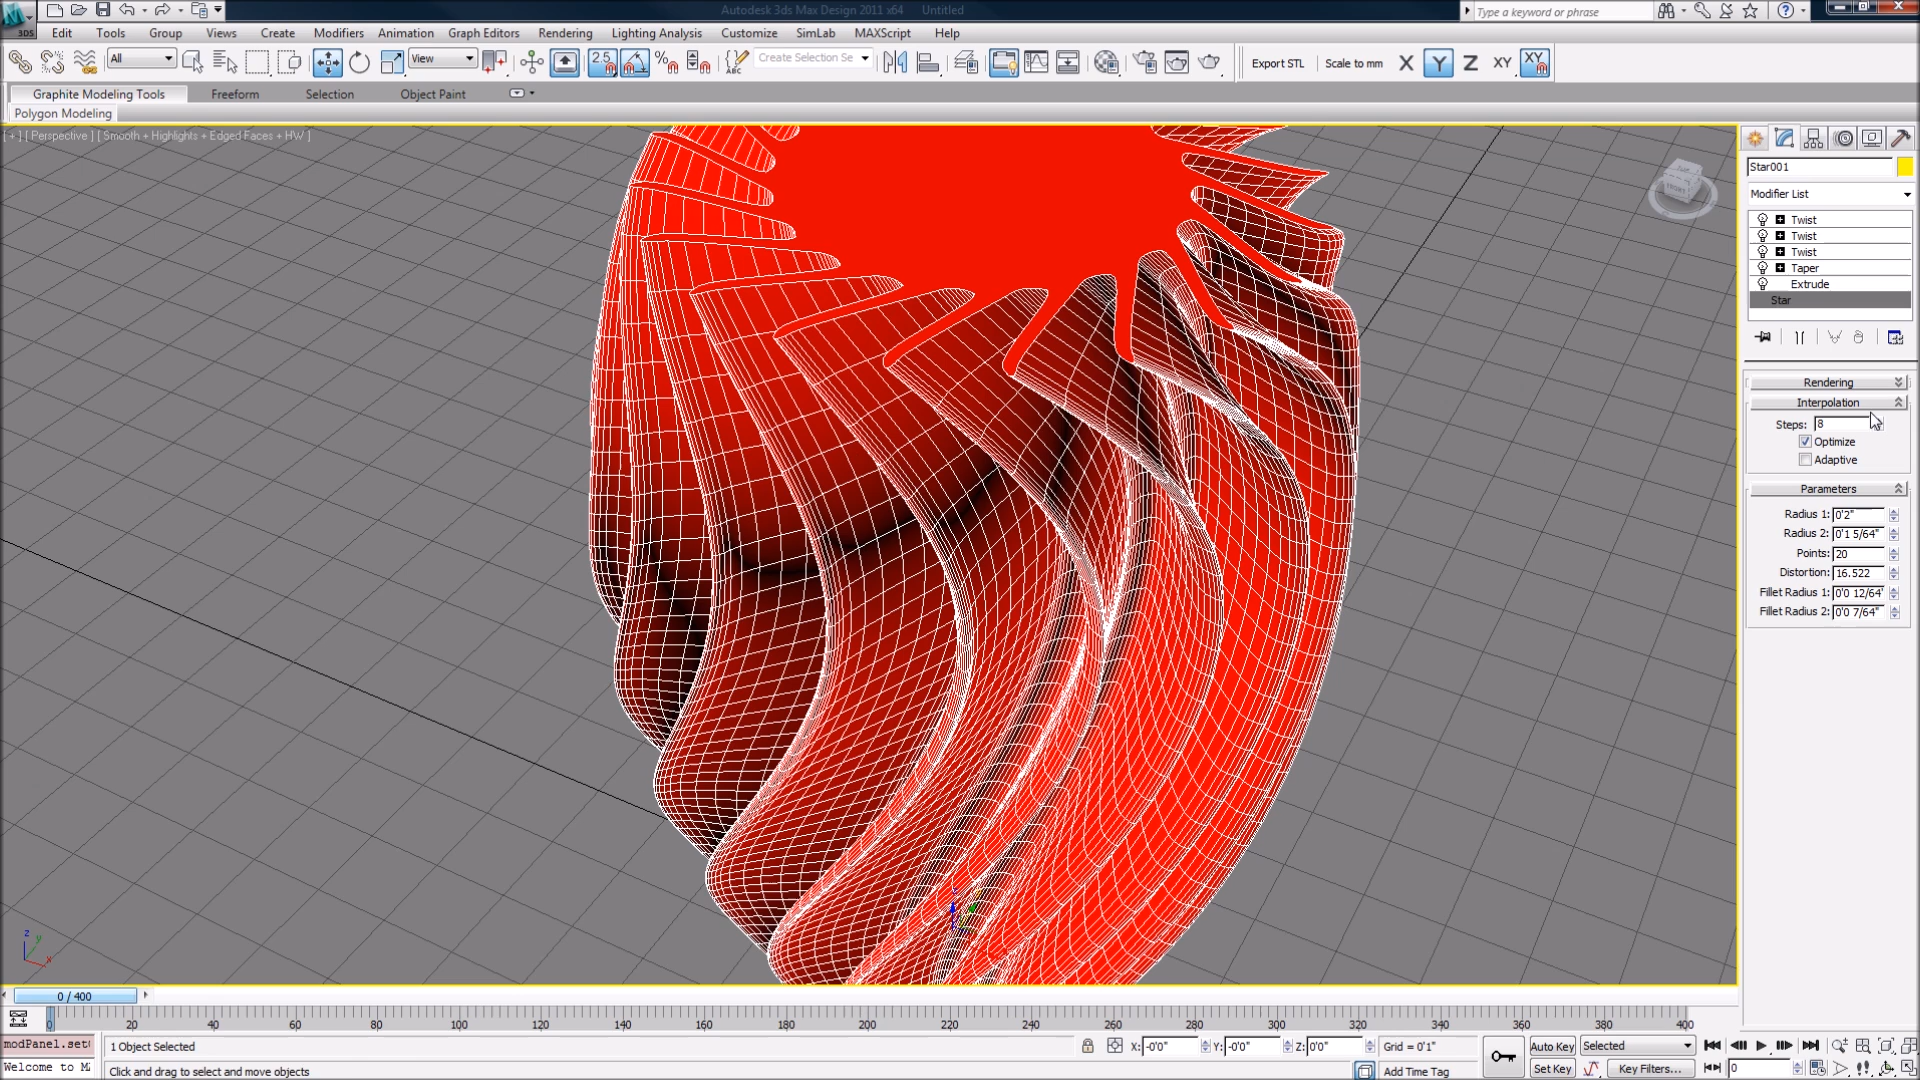 Autodesk 3ds Max Design 2011 x64    Untitled
Type a keyword or phrase
3DS
Edit Tools Group Views Create Modifiers Animation Graph Editors Rendering Lighting Analysis Customize SimLab MAXScript Help
All
View
2.5
ABC
Create Selection Se
Export STL
Scale to mm
X Y Z XY XY
Graphite Modeling Tools Freeform Selection Object Paint
Polygon Modeling
[ + ] [ Perspective ] [ Smooth + Highlights + Edged Faces + HW ]
Star001
Modifier List
Twist
Twist
Twist
Taper
Extrude
Star
Rendering
Interpolation
Steps: 8
Optimize
Adaptive
Parameters
Radius 1: 0'2"
Radius 2: 0'1 5/64"
Points: 20
Distortion: 16.522
Fillet Radius 1: 0'0 12/64"
Fillet Radius 2: 0'0 7/64"
z y x
0 / 400
0 20 40 60 80 100 120 140 160 180 200 220 240 260 280 300 320 340 360 380 400
modPanel.set
1 Object Selected
X: -0'0" Y: -0'0" Z: 0'0"
Grid = 0'1"
Auto Key
Selected
Welcome to M
Click and drag to select and move objects
Add Time Tag
Set Key
Key Filters...
0